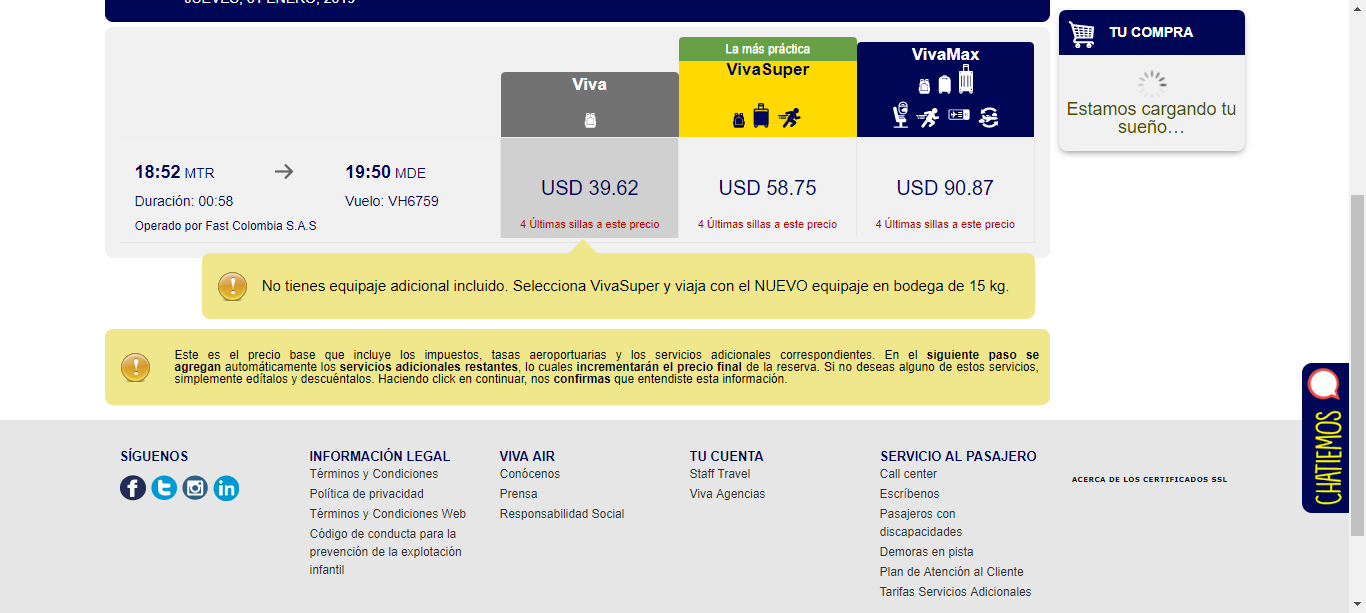 JUEVES, 31 ENERO, 2019
TU COMPRA
Estamos cargando tu
sueño…
La más práctica
Viva
VivaSuper
VivaMax
18:52 MTR
19:50 MDE
Duración: 00:58
Vuelo: VH6759
Operado por Fast Colombia S.A.S
USD 39.62
USD 58.75
USD 90.87
4 Últimas sillas a este precio
4 Últimas sillas a este precio
4 Últimas sillas a este precio
No tienes equipaje adicional incluido. Selecciona VivaSuper y viaja con el NUEVO equipaje en bodega de 15 kg.
Este es el precio base que incluye los impuestos, tasas aeroportuarias y los servicios adicionales correspondientes. En el siguiente paso se
agregan automáticamente los servicios adicionales restantes, lo cuales incrementarán el precio final de la reserva. Si no deseas alguno de estos servicios,
simplemente edítalos y descuéntalos. Haciendo click en continuar, nos confirmas que entendiste esta información.
CHATIEMOS
SÍGUENOS
INFORMACIÓN LEGAL
Términos y Condiciones
Política de privacidad
Términos y Condiciones Web
Código de conducta para la
prevención de la explotación
infantil
VIVA AIR
Conócenos
Prensa
Responsabilidad Social
TU CUENTA
Staff Travel
Viva Agencias
SERVICIO AL PASAJERO
Call center
Escríbenos
Pasajeros con
discapacidades
Demoras en pista
Plan de Atención al Cliente
Tarifas Servicios Adicionales
ACERCA DE LOS CERTIFICADOS SSL